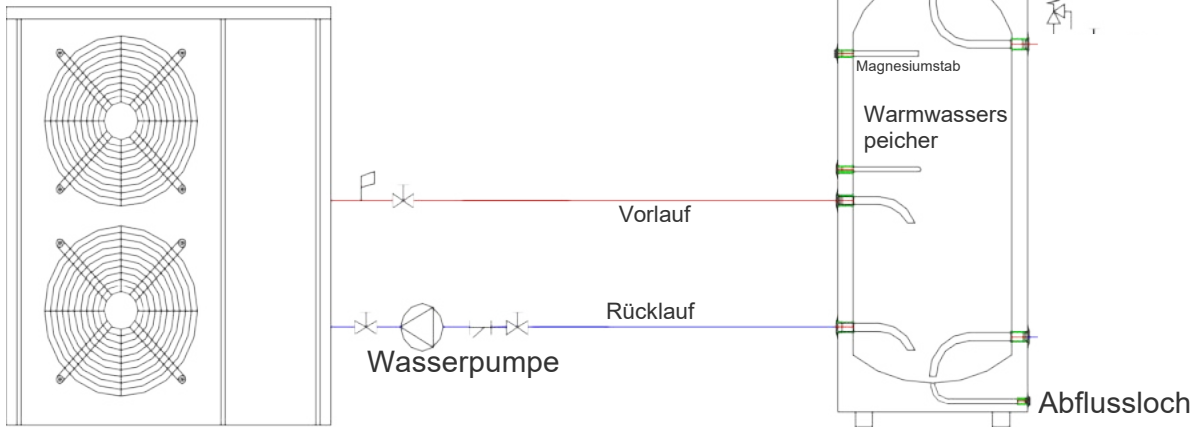 Magnesiumstab
Warmwassers
peicher
Vorlauf
Rücklauf
Wasserpumpe
Abflussloch